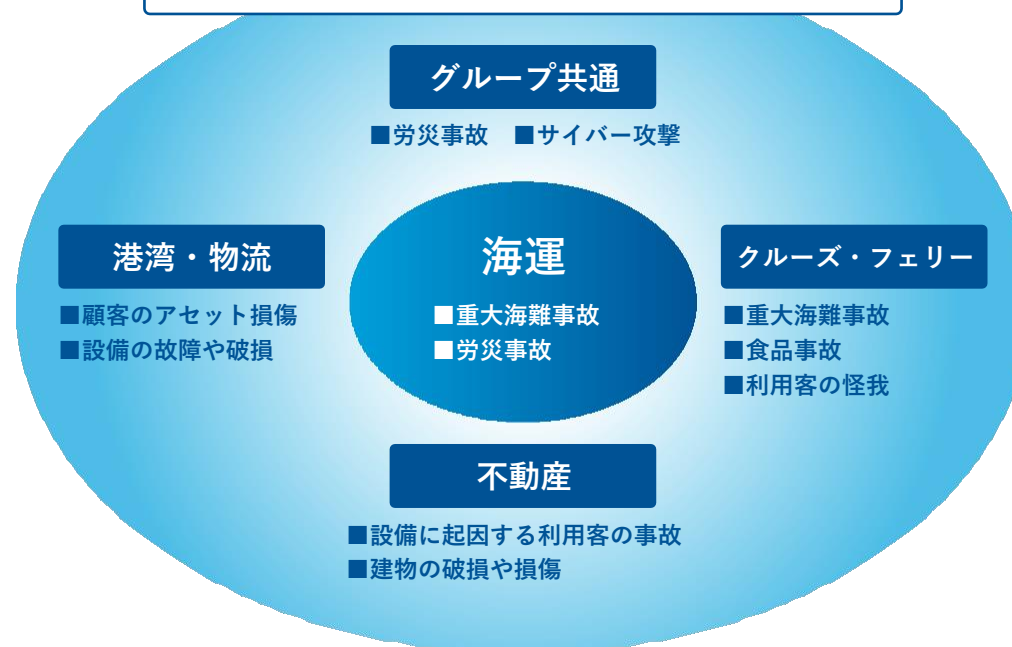 グループ共通
■労災事故 ■サイバー攻撃
港湾・物流
■顧客のアセット損傷
■設備の故障や破損
海運
■重大海難事故
■労災事故
クルーズ・フェリー
■重大海難事故
■食品事故
■利用客の怪我
不動産
■設備に起因する利用客の事故
■建物の破損や損傷